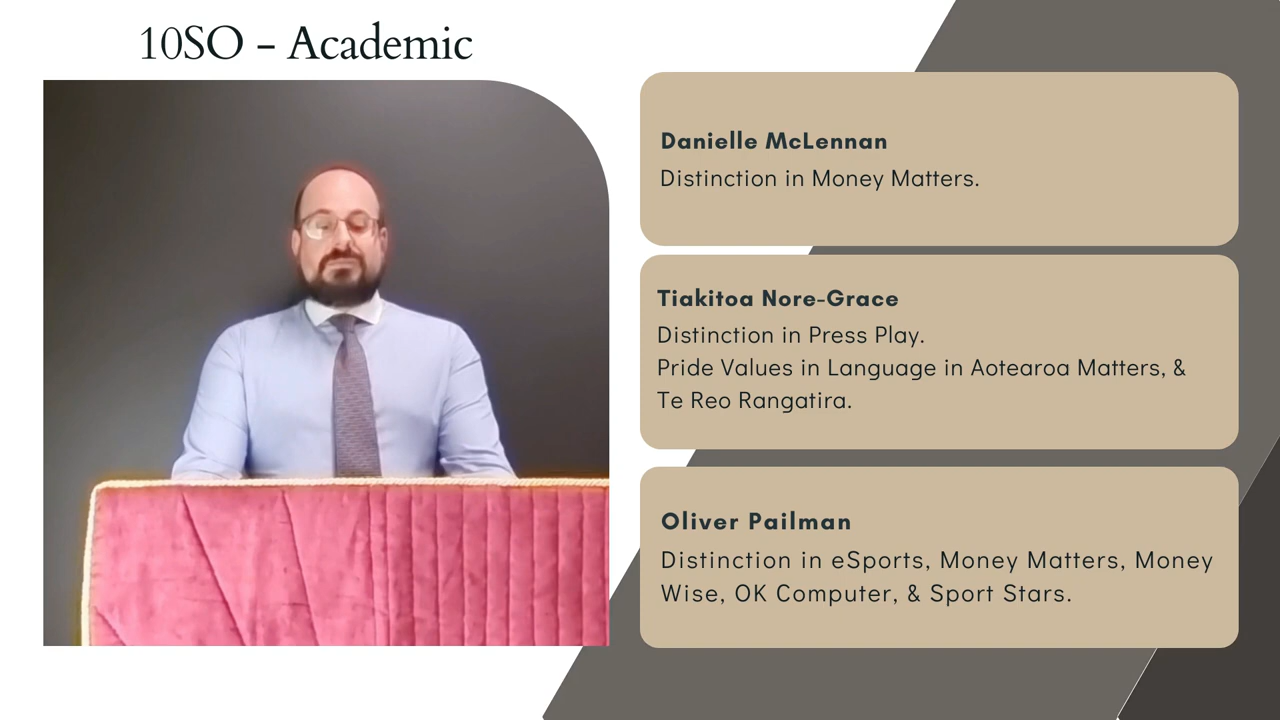 10SO – Academic
Danielle McLennan
Distinction in Money Matters.
Tiakitoa Nore-Grace
Distinction in Press Play.
Pride Values in Language in Aotearoa Matters, &
Te Reo Rangatira.
Oliver Pailman
Distinction in eSports, Money Matters, Money
Wise, OK Computer, & Sport Stars.